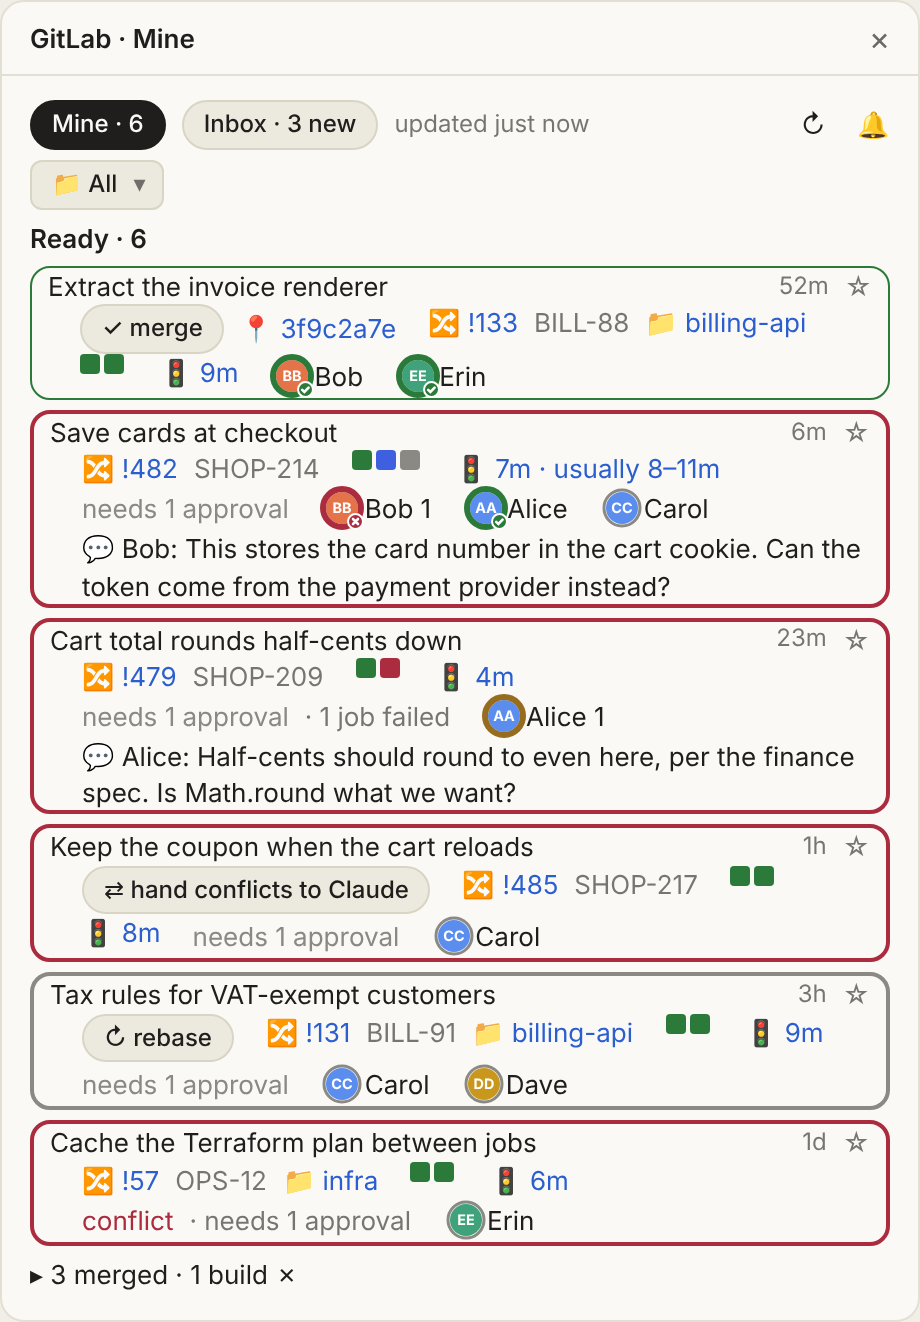 GitLab · Mine ×
Mine · 6 Inbox · 3 new updated just now ↻ 🔔
📁 All ▾
Ready · 6
Extract the invoice renderer 52m ☆
✓ merge 📍 3f9c2a7e 🔀 !133 BILL-88 📁 billing-api
🚦 9m BB Bob EE Erin
Save cards at checkout 6m ☆
🔀 !482 SHOP-214 🚦 7m · usually 8–11m
needs 1 approval BB Bob 1 AA Alice CC Carol
💬 Bob: This stores the card number in the cart cookie. Can the
token come from the payment provider instead?
Cart total rounds half-cents down 23m ☆
🔀 !479 SHOP-209 🚦 4m
needs 1 approval · 1 job failed AA Alice 1
💬 Alice: Half-cents should round to even here, per the finance
spec. Is Math.round what we want?
Keep the coupon when the cart reloads 1h ☆
⇄ hand conflicts to Claude 🔀 !485 SHOP-217
🚦 8m needs 1 approval CC Carol
Tax rules for VAT-exempt customers 3h ☆
↻ rebase 🔀 !131 BILL-91 📁 billing-api 🚦 9m
needs 1 approval CC Carol DD Dave
Cache the Terraform plan between jobs 1d ☆
🔀 !57 OPS-12 📁 infra 🚦 6m
conflict · needs 1 approval EE Erin
▸ 3 merged · 1 build ✕